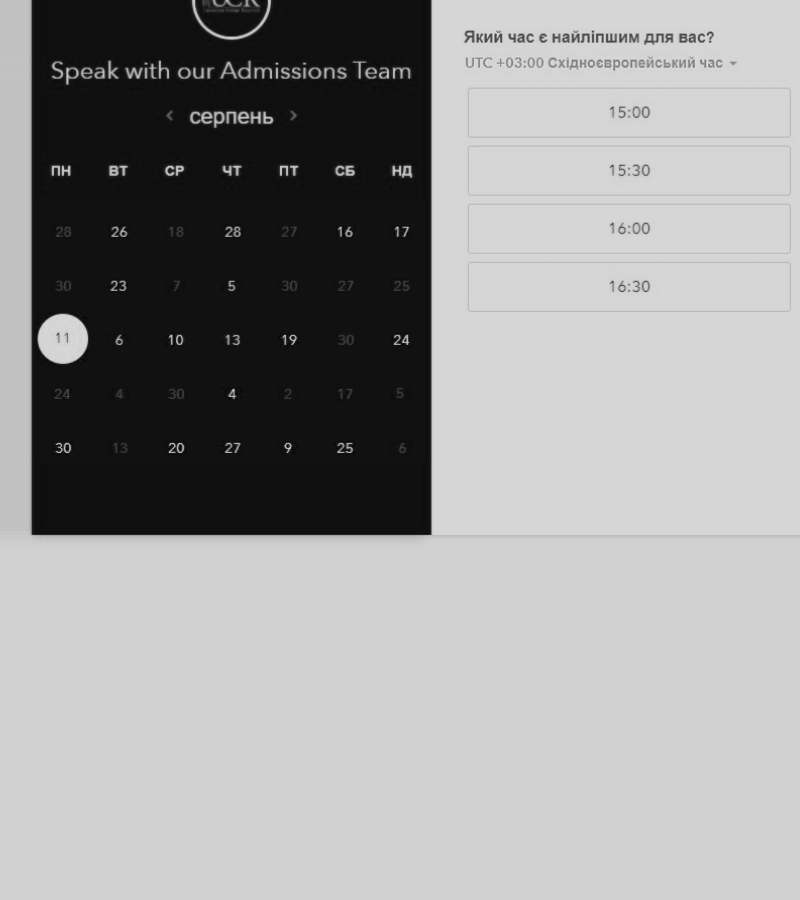 UCR
Speak with our Admissions Team
< серпень >
ПН ВТ СР ЧТ ПТ СБ НД
28 26 18 28 27 16 17
30 23 7 5 30 27 25
11 6 10 13 19 30 24
24 4 30 4 2 17 5
30 13 20 27 9 25 6
Який час є найліпшим для вас?
UTC +03:00 Східноєвропейський час
15:00
15:30
16:00
16:30